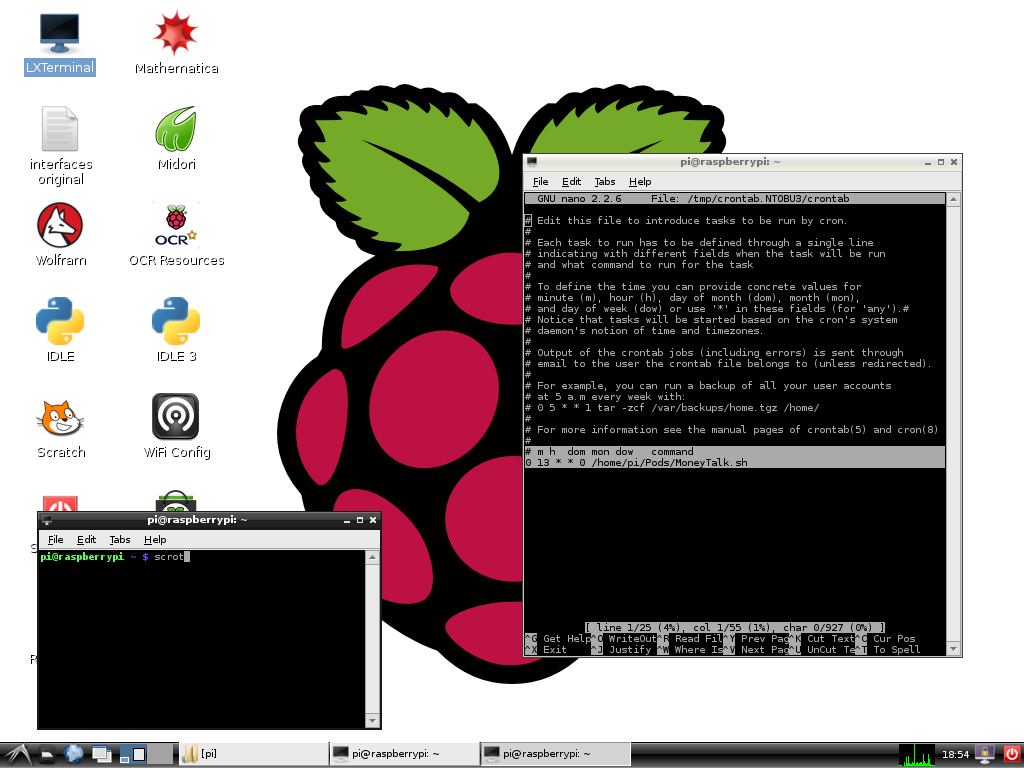 LXTerminal
Mathematica
interfaces
original
Midori
Wolfram
OCR
OCR Resources
IDLE
IDLE 3
Scratch
WiFi Config
pi@raspberrypi: ~
File Edit Tabs Help
GNU nano 2.2.6 File: /tmp/crontab.NTOBU3/crontab
# Edit this file to introduce tasks to be run by cron.
#
# Each task to run has to be defined through a single line
# indicating with different fields when the task will be run
# and what command to run for the task
#
# To define the time you can provide concrete values for
# minute (m), hour (h), day of month (dom), month (mon),
# and day of week (dow) or use '*' in these fields (for 'any').#
# Notice that tasks will be started based on the cron's system
# daemon's notion of time and timezones.
#
# Output of the crontab jobs (including errors) is sent through
# email to the user the crontab file belongs to (unless redirected).
#
# For example, you can run a backup of all your user accounts
# at 5 a.m every week with:
# 0 5 * * 1 tar -zcf /var/backups/home.tgz /home/
#
# For more information see the manual pages of crontab(5) and cron(8)
#
# m h  dom mon dow   command
0 13 * * 0 /home/pi/Pods/MoneyTalk.sh
[ line 1/25 (4%), col 1/55 (1%), char 0/927 (0%) ]
^G Get Help ^O WriteOut ^R Read Fil ^Y Prev Pag ^K Cut Text ^C Cur Pos
^X Exit ^J Justify ^W Where Is ^V Next Pag ^U UnCut Te ^T To Spell
pi@raspberrypi: ~
File Edit Tabs Help
pi@raspberrypi ~ $ scrot
[pi]
pi@raspberrypi: ~
pi@raspberrypi: ~
18:54